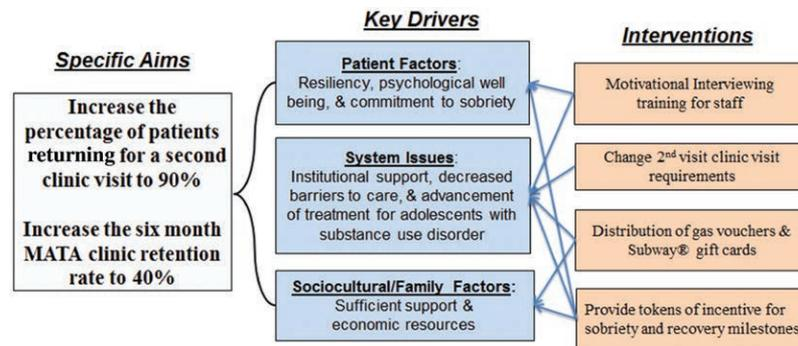 Specific Aims
Increase the
percentage of patients
returning for a second
clinic visit to 90%
Increase the six month
MATA clinic retention
rate to 40%
Key Drivers
Patient Factors:
Resiliency, psychological well
being, & commitment to sobriety
System Issues:
Institutional support, decreased
barriers to care, & advancement
of treatment for adolescents with
substance use disorder
Sociocultural/Family Factors:
Sufficient support &
economic resources
Interventions
Motivational Interviewing
training for staff
Change 2nd visit clinic visit
requirements
Distribution of gas vouchers &
Subway® gift cards
Provide tokens of incentive for
sobriety and recovery milestones